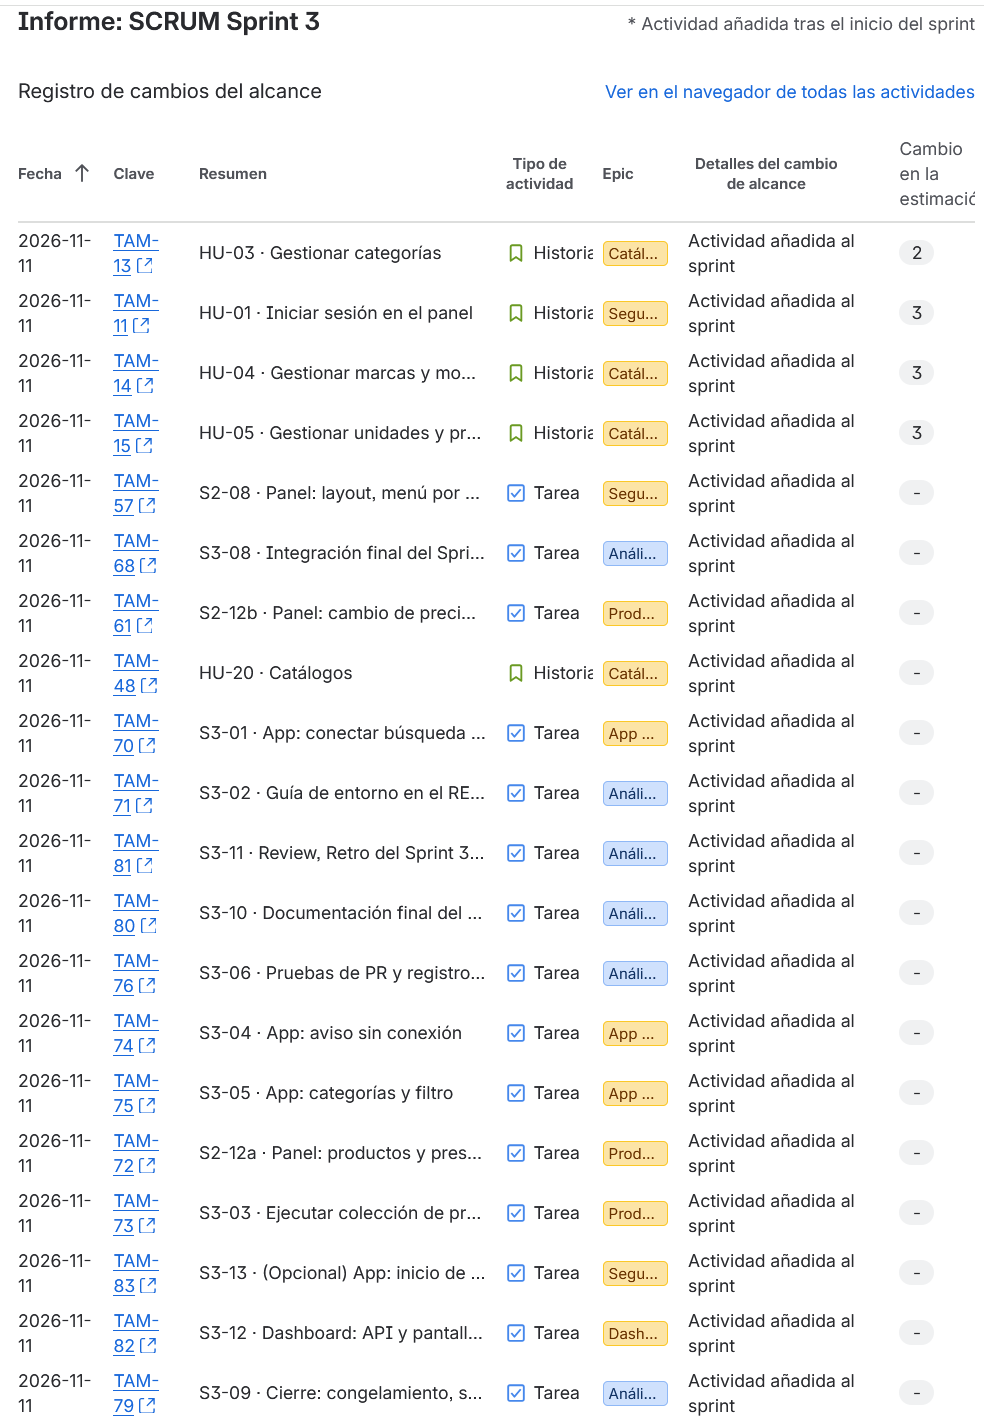 Informe: SCRUM Sprint 3
* Actividad añadida tras el inicio del sprint
Registro de cambios del alcance
Ver en el navegador de todas las actividades
Fecha ↑ Clave Resumen Tipo de actividad Epic Detalles del cambio de alcance Cambio en la estimació
2026-11-11 TAM-13 HU-03 · Gestionar categorías Historia Catál... Actividad añadida al sprint 2
2026-11-11 TAM-11 HU-01 · Iniciar sesión en el panel Historia Segu... Actividad añadida al sprint 3
2026-11-11 TAM-14 HU-04 · Gestionar marcas y mo... Historia Catál... Actividad añadida al sprint 3
2026-11-11 TAM-15 HU-05 · Gestionar unidades y pr... Historia Catál... Actividad añadida al sprint 3
2026-11-11 TAM-57 S2-08 · Panel: layout, menú por ... Tarea Segu... Actividad añadida al sprint -
2026-11-11 TAM-68 S3-08 · Integración final del Spri... Tarea Análi... Actividad añadida al sprint -
2026-11-11 TAM-61 S2-12b · Panel: cambio de preci... Tarea Prod... Actividad añadida al sprint -
2026-11-11 TAM-48 HU-20 · Catálogos Historia Catál... Actividad añadida al sprint -
2026-11-11 TAM-70 S3-01 · App: conectar búsqueda ... Tarea App ... Actividad añadida al sprint -
2026-11-11 TAM-71 S3-02 · Guía de entorno en el RE... Tarea Análi... Actividad añadida al sprint -
2026-11-11 TAM-81 S3-11 · Review, Retro del Sprint 3... Tarea Análi... Actividad añadida al sprint -
2026-11-11 TAM-80 S3-10 · Documentación final del ... Tarea Análi... Actividad añadida al sprint -
2026-11-11 TAM-76 S3-06 · Pruebas de PR y registro... Tarea Análi... Actividad añadida al sprint -
2026-11-11 TAM-74 S3-04 · App: aviso sin conexión Tarea App ... Actividad añadida al sprint -
2026-11-11 TAM-75 S3-05 · App: categorías y filtro Tarea App ... Actividad añadida al sprint -
2026-11-11 TAM-72 S2-12a · Panel: productos y pres... Tarea Prod... Actividad añadida al sprint -
2026-11-11 TAM-73 S3-03 · Ejecutar colección de pr... Tarea Prod... Actividad añadida al sprint -
2026-11-11 TAM-83 S3-13 · (Opcional) App: inicio de ... Tarea Segu... Actividad añadida al sprint -
2026-11-11 TAM-82 S3-12 · Dashboard: API y pantall... Tarea Dash... Actividad añadida al sprint -
2026-11-11 TAM-79 S3-09 · Cierre: congelamiento, s... Tarea Análi... Actividad añadida al sprint -